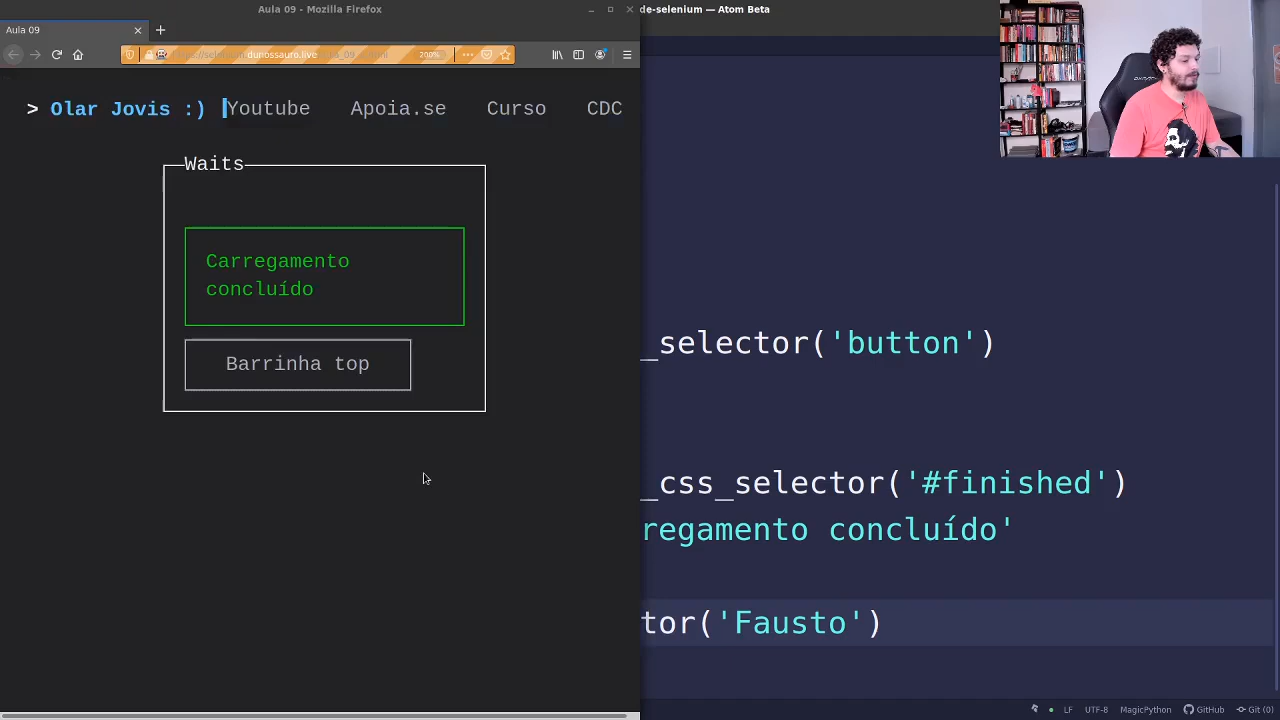 Aula 09 - Mozilla Firefox
Aula 09
dunossauro.live
200%
> Olar Jovis :) Youtube Apoia.se Curso CDC
Waits
Carregamento
concluído
Barrinha top
de-selenium — Atom Beta
_selector('button')
_css_selector('#finished')
regamento concluído'
tor('Fausto')
LF UTF-8 MagicPython GitHub Git (0)